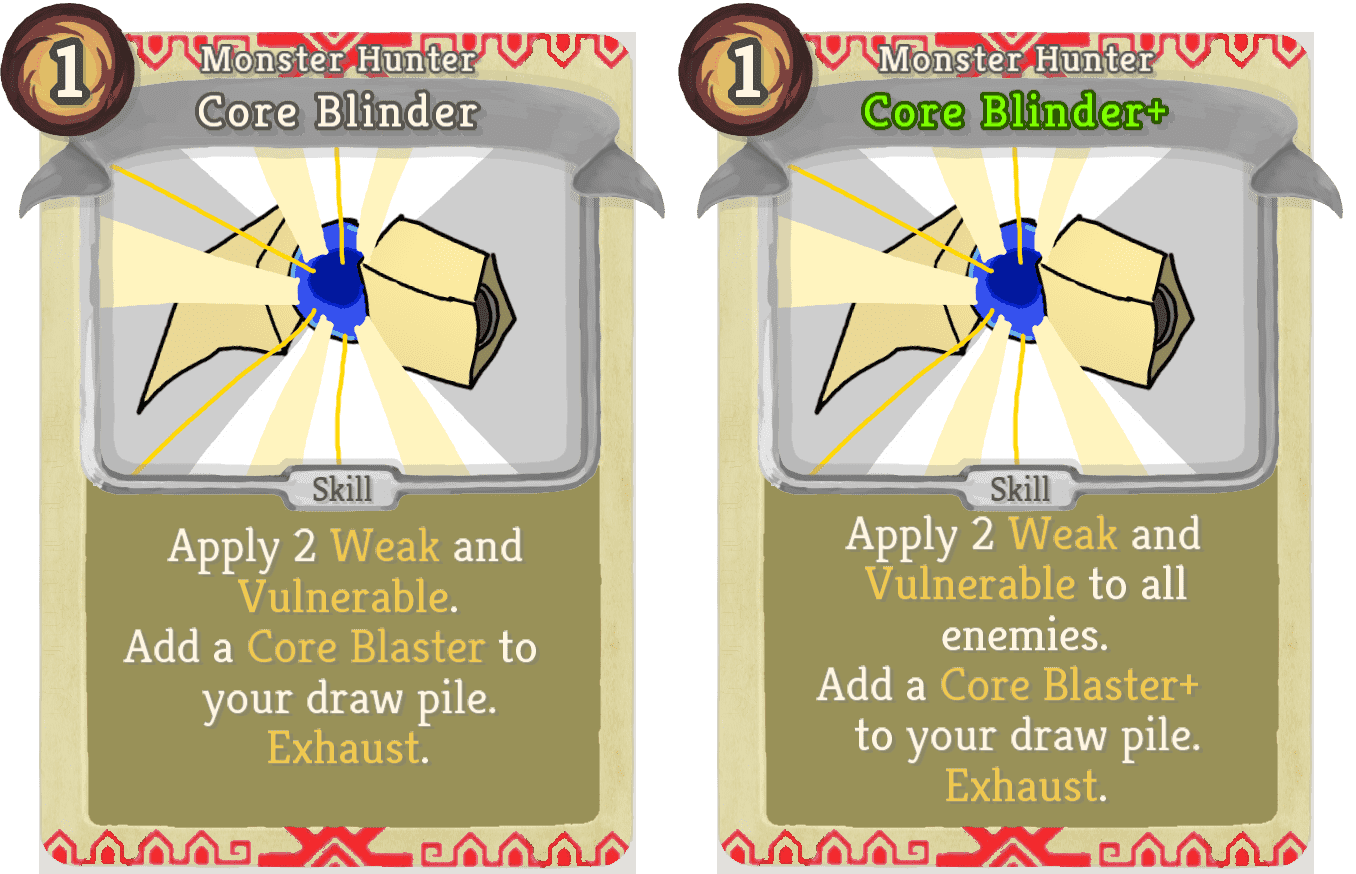 1
Monster Hunter
Core Blinder
Skill
Apply 2 Weak and
Vulnerable.
Add a Core Blaster to
your draw pile.
Exhaust.
1
Monster Hunter
Core Blinder+
Skill
Apply 2 Weak and
Vulnerable to all
enemies.
Add a Core Blaster+
to your draw pile.
Exhaust.